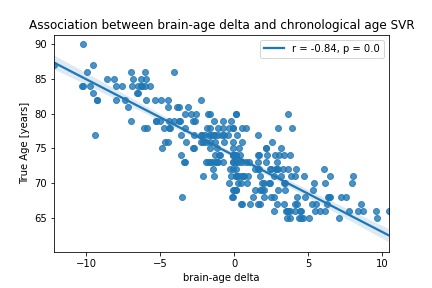 Association between brain-age delta and chronological age SVR
r = -0.84, p = 0.0
True Age [years]
90
85
80
75
70
65
−10
−5
0
5
10
brain-age delta